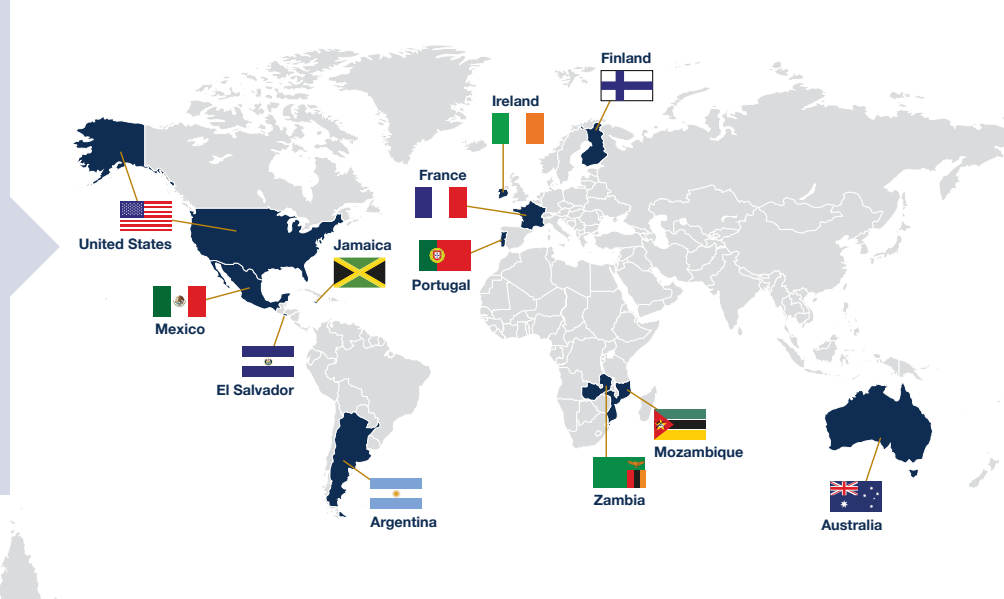 Finland
Ireland
France
United States
Jamaica
Portugal
Mexico
El Salvador
Mozambique
Zambia
Argentina
Australia